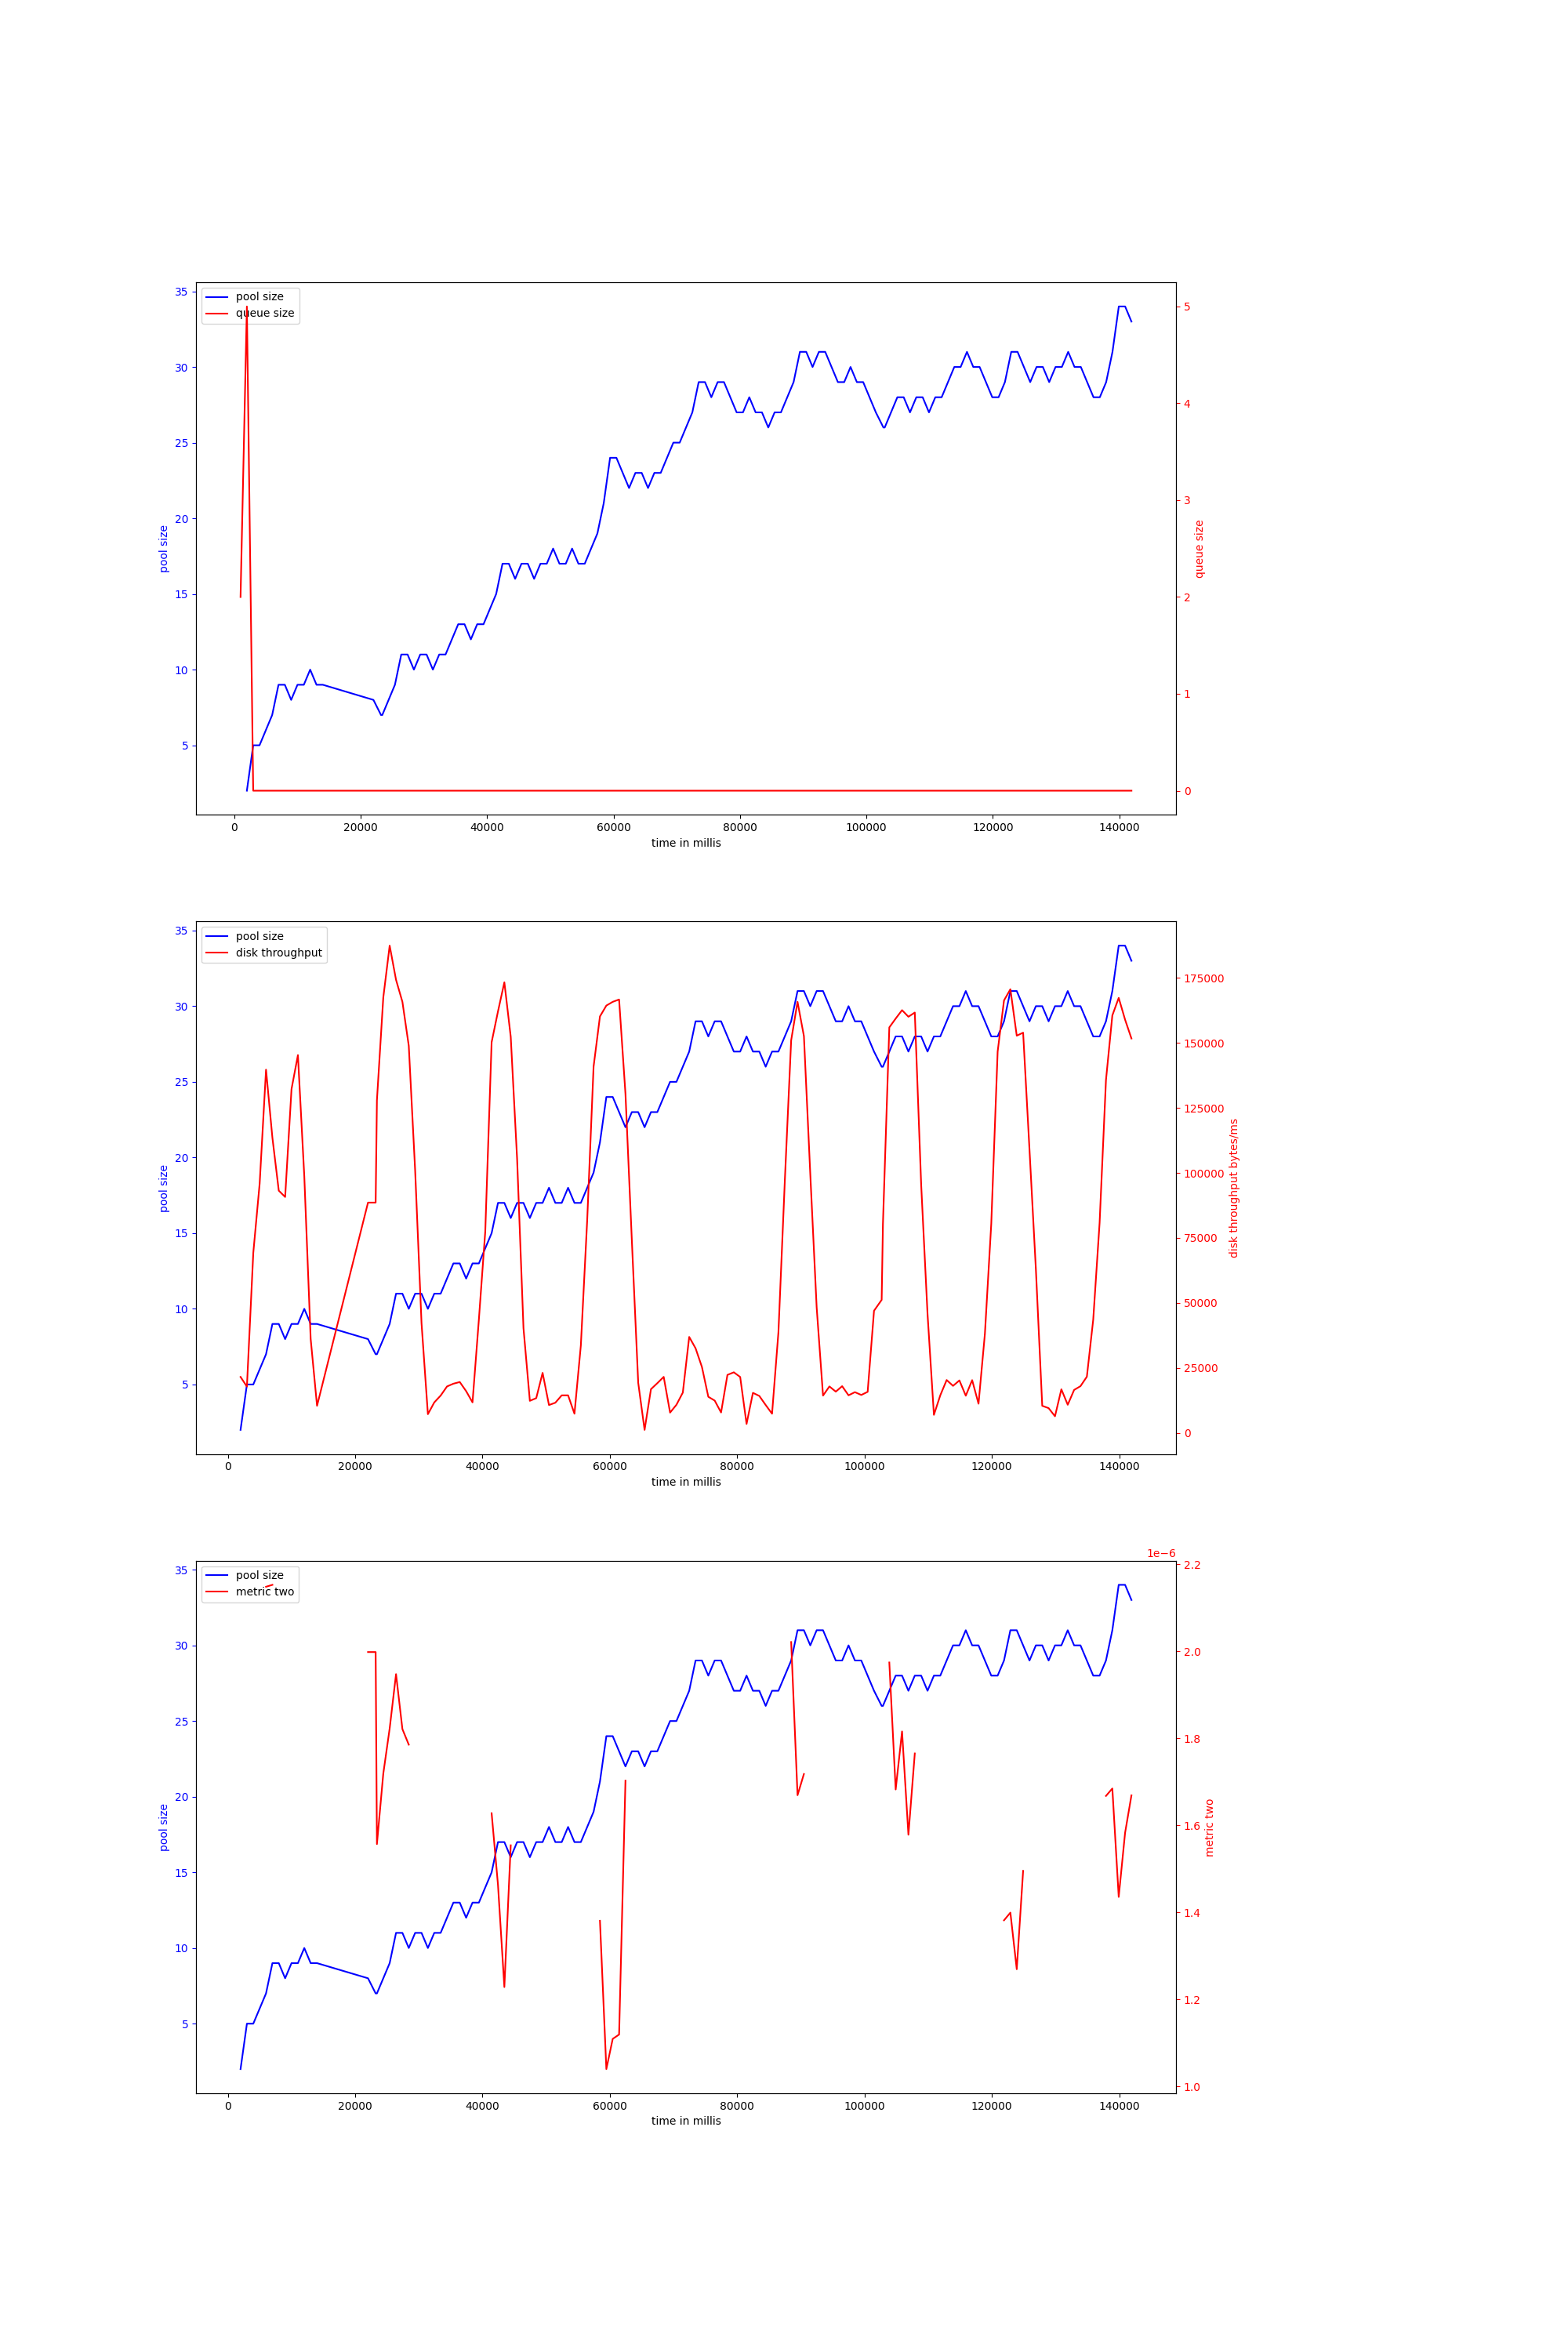 pool size
queue size
35
30
25
20
15
10
5
pool size
5
4
3
2
1
0
queue size
0 20000 40000 60000 80000 100000 120000 140000
time in millis
pool size
disk throughput
35
30
25
20
15
10
5
pool size
175000
150000
125000
100000
75000
50000
25000
0
disk throughput bytes/ms
0 20000 40000 60000 80000 100000 120000 140000
time in millis
1e−6
pool size
metric two
35
30
25
20
15
10
5
pool size
2.2
2.0
1.8
1.6
1.4
1.2
1.0
metric two
0 20000 40000 60000 80000 100000 120000 140000
time in millis